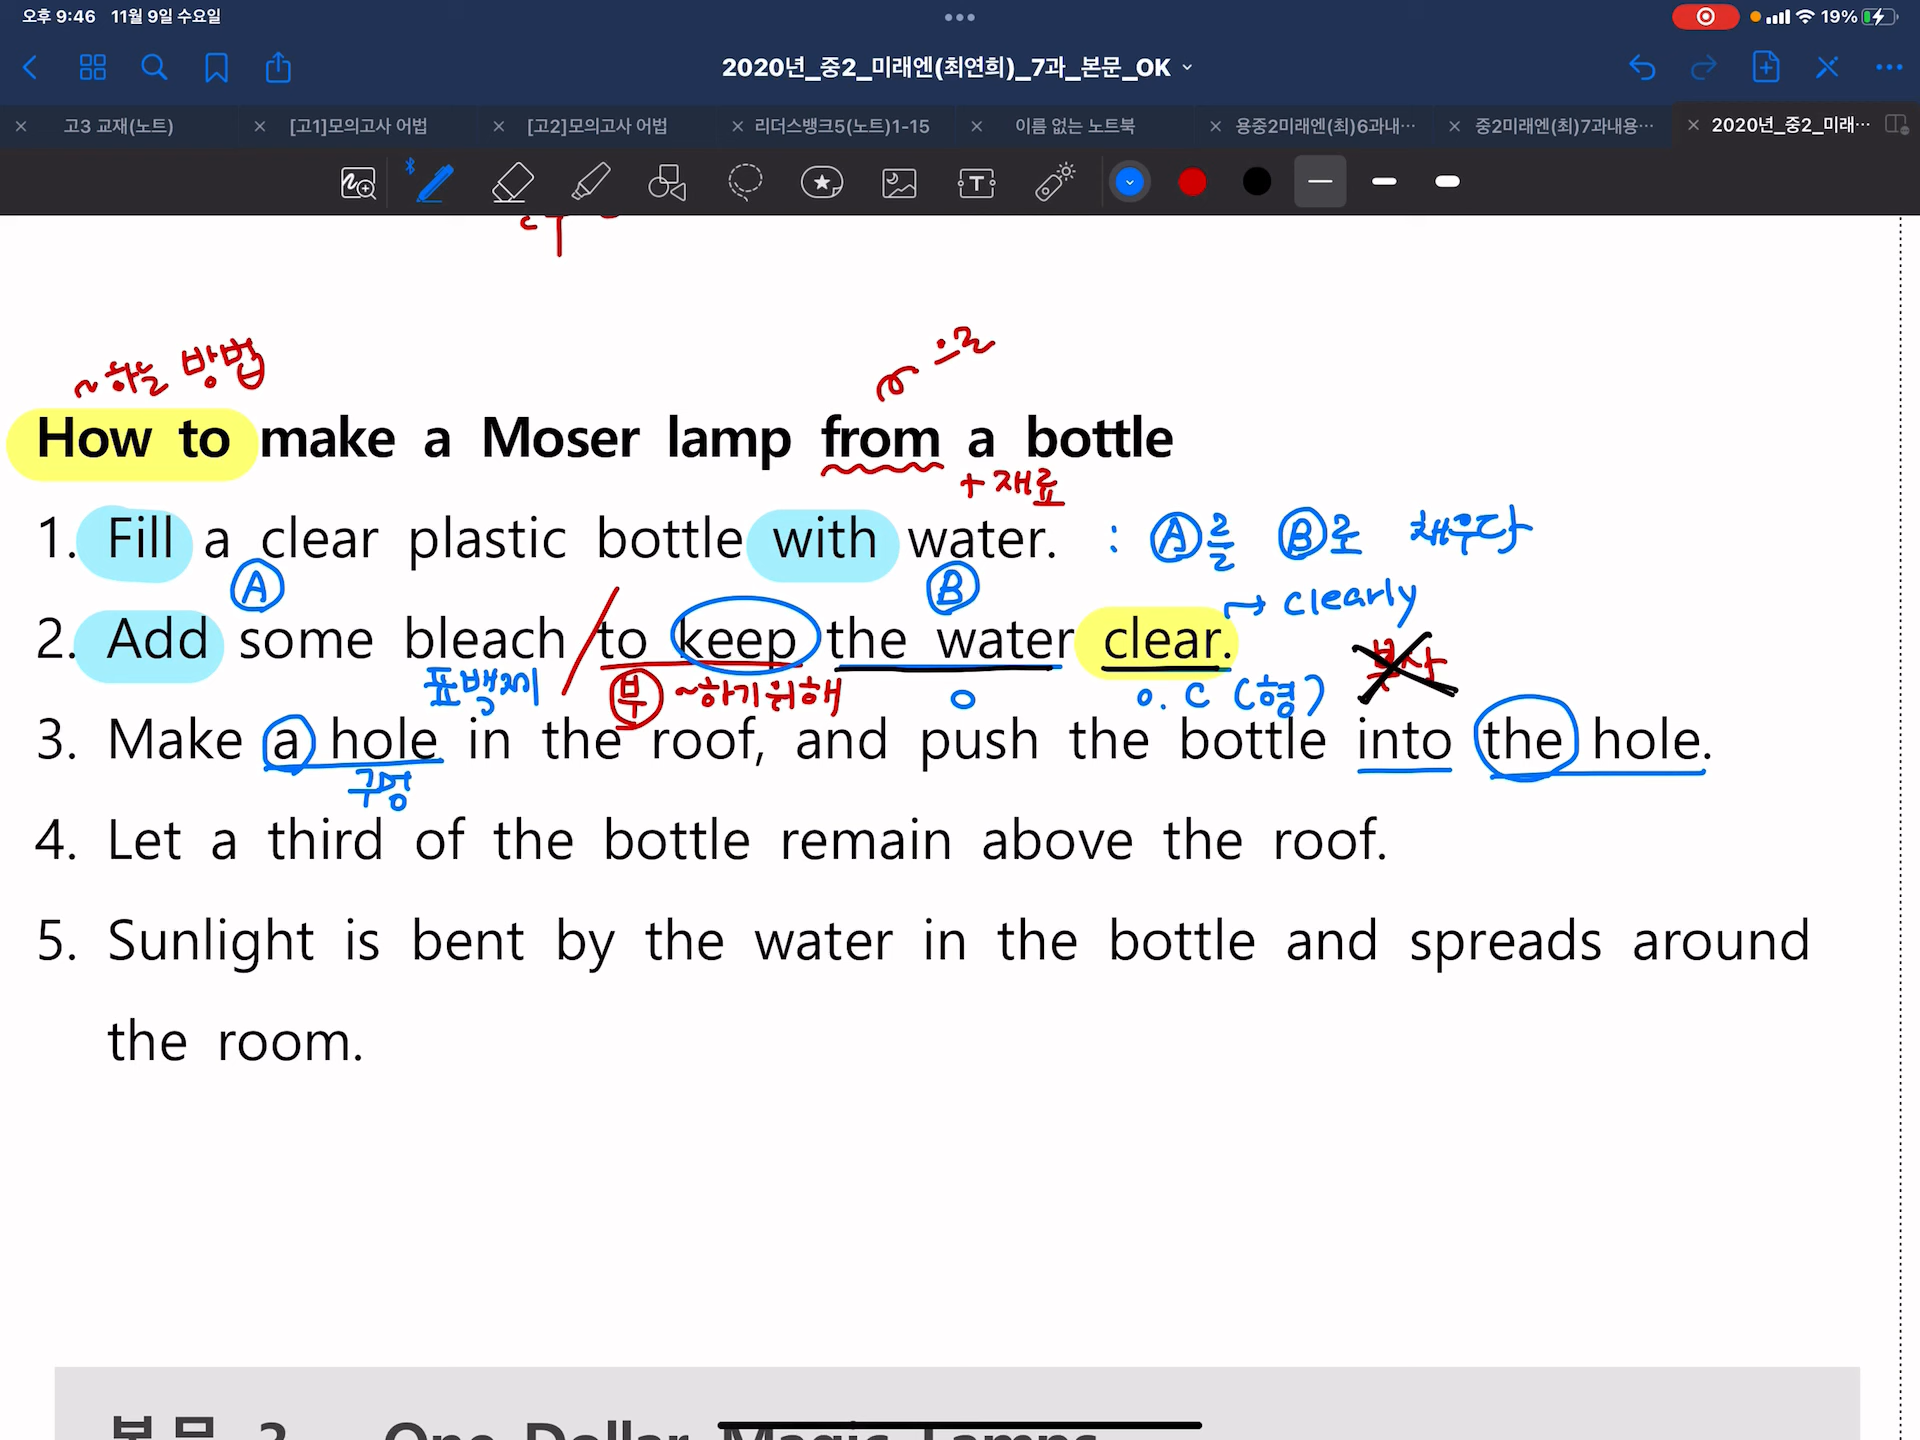 오후 9:46 11월 9일 수요일 19%
2020년_중2_미래엔(최연희)_7과_본문_OK
고3 교재(노트) [고1]모의고사 어법 [고2]모의고사 어법 리더스뱅크5(노트)1-15 이름 없는 노트북 용중2미래엔(최)6과내… 중2미래엔(최)7과내용… 2020년_중2_미래…
~하는 방법 ~으로
How to make a Moser lamp from a bottle
+ 재료
1. Fill a clear plastic bottle with water. : A를 B로 채우다
A B → clearly
2. Add some bleach to keep the water clear. 부사
표백제 부 ~하기위해 O O.C (형)
3. Make a hole in the roof, and push the bottle into the hole.
구멍
4. Let a third of the bottle remain above the roof.
5. Sunlight is bent by the water in the bottle and spreads around
the room.
본문 2 One Dollar Magic Lamps